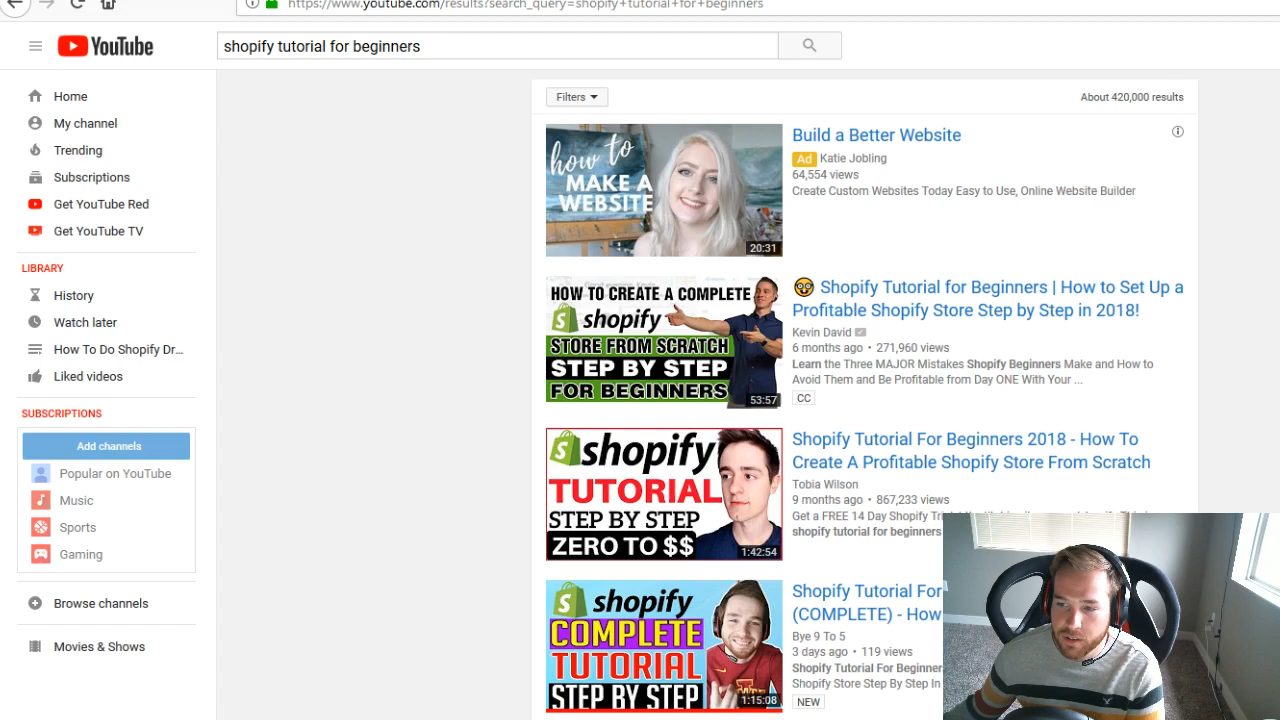 https://www.youtube.com/results?search_query=shopify+tutorial+for+beginners
YouTube
shopify tutorial for beginners
Home
My channel
Trending
Subscriptions
Get YouTube Red
Get YouTube TV
LIBRARY
History
Watch later
How To Do Shopify Dr...
Liked videos
SUBSCRIPTIONS
Add channels
Popular on YouTube
Music
Sports
Gaming
Browse channels
Movies & Shows
Filters
About 420,000 results
how to
MAKE A
WEBSITE
20:31
Build a Better Website
Ad Katie Jobling
64,554 views
Create Custom Websites Today Easy to Use, Online Website Builder
HOW TO CREATE A COMPLETE
shopify
STORE FROM SCRATCH
STEP BY STEP
FOR BEGINNERS
53:57
Shopify Tutorial for Beginners | How to Set Up a
Profitable Shopify Store Step by Step in 2018!
Kevin David
6 months ago • 271,960 views
Learn the Three MAJOR Mistakes Shopify Beginners Make and How to
Avoid Them and Be Profitable from Day ONE With Your ...
CC
shopify
TUTORIAL
STEP BY STEP
ZERO TO $$
1:42:54
Shopify Tutorial For Beginners 2018 - How To
Create A Profitable Shopify Store From Scratch
Tobia Wilson
9 months ago • 867,233 views
Get a FREE 14 Day Shopify
shopify tutorial for beginners
shopify
COMPLETE
TUTORIAL
STEP BY STEP
1:15:08
Shopify Tutorial For
(COMPLETE) - How
Bye 9 To 5
3 days ago • 119 views
Shopify Tutorial For Beginner
Shopify Store Step By Step In
NEW